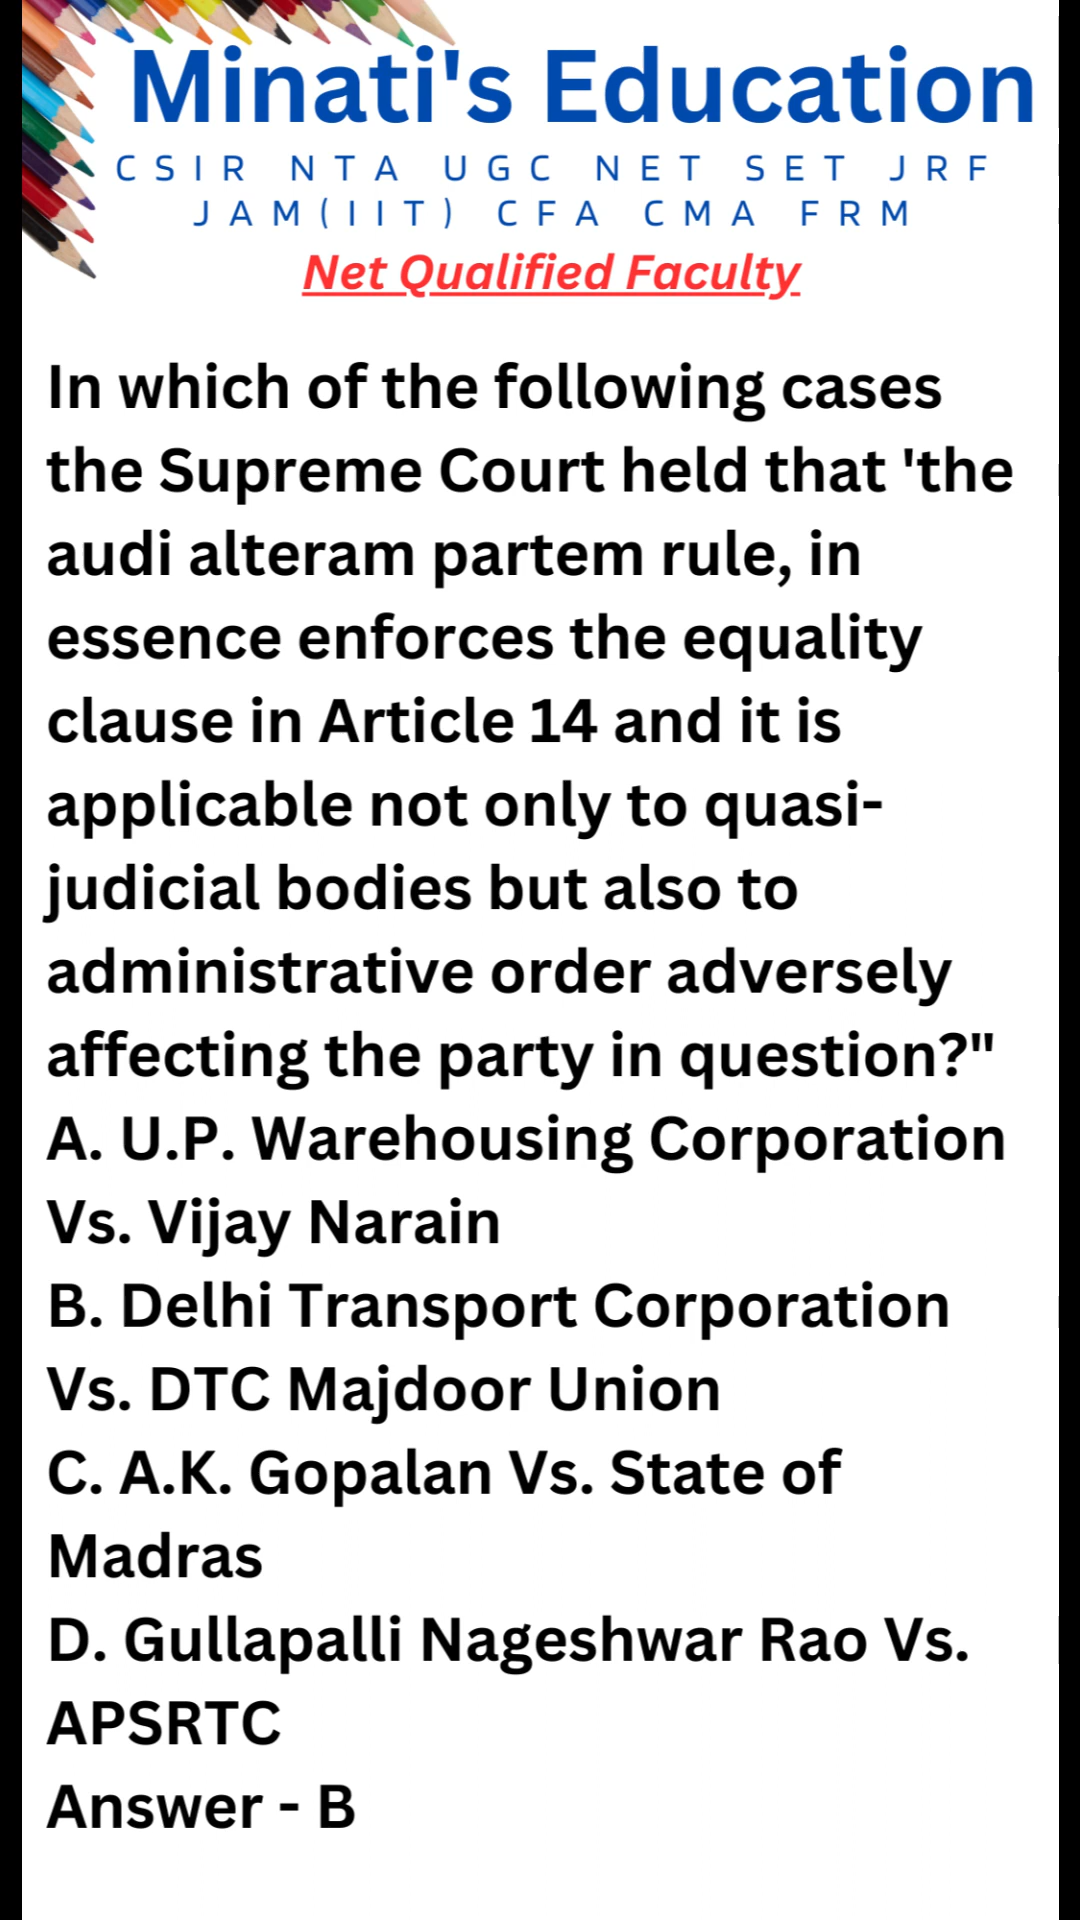 Minati's Education
CSIR NTA UGC NET SET JRF
JAM(IIT) CFA CMA FRM
Net Qualified Faculty
In which of the following cases
the Supreme Court held that 'the
audi alteram partem rule, in
essence enforces the equality
clause in Article 14 and it is
applicable not only to quasi-
judicial bodies but also to
administrative order adversely
affecting the party in question?"
A. U.P. Warehousing Corporation
Vs. Vijay Narain
B. Delhi Transport Corporation
Vs. DTC Majdoor Union
C. A.K. Gopalan Vs. State of
Madras
D. Gullapalli Nageshwar Rao Vs.
APSRTC
Answer - B